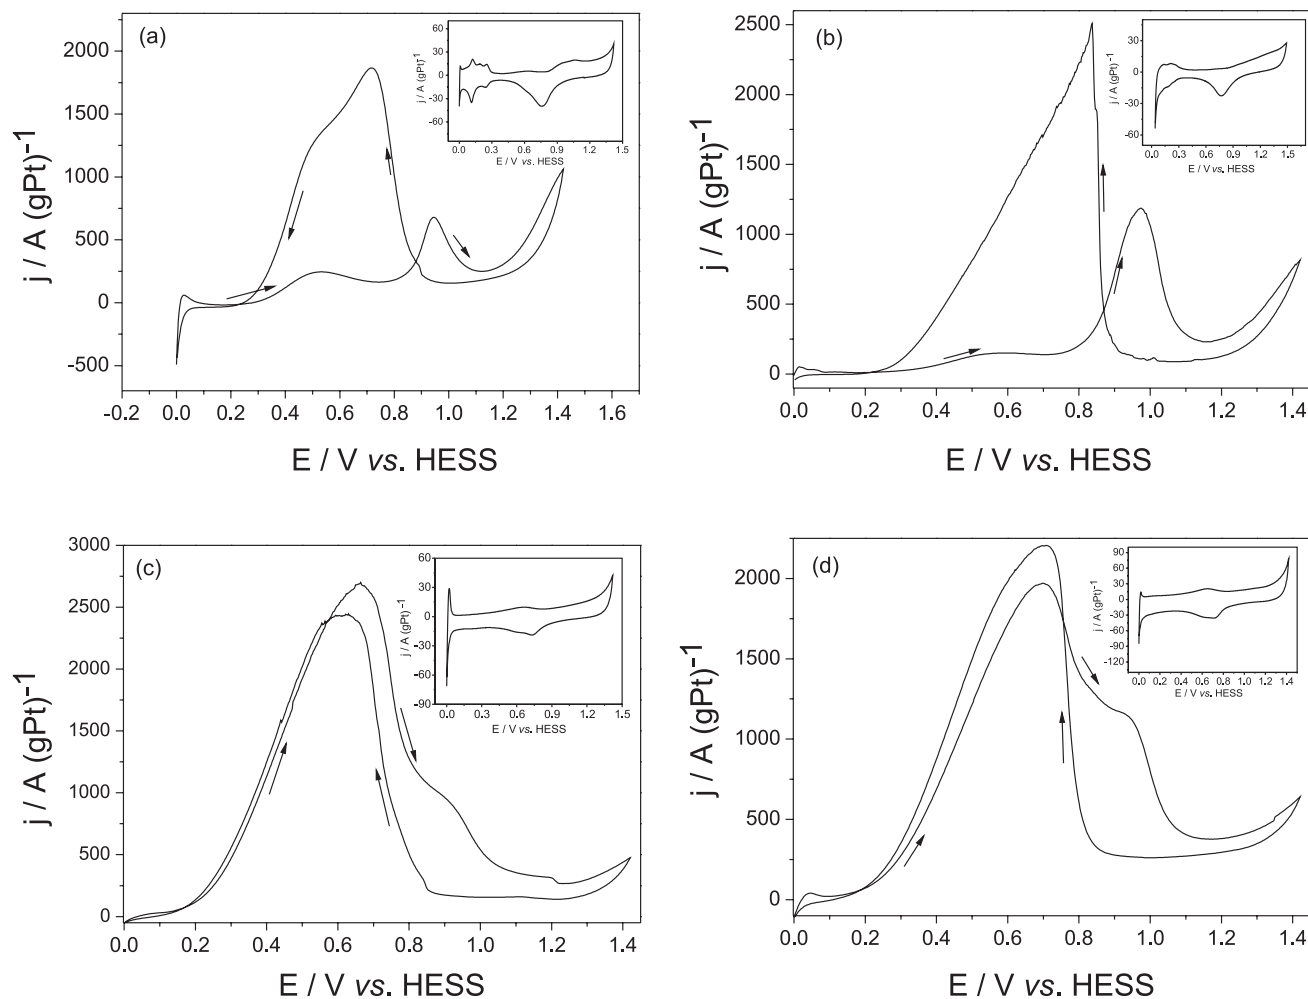 (a)
j / A (gPt)-1
2000
1500
1000
500
0
-500
-0.2 0.0 0.2 0.4 0.6 0.8 1.0 1.2 1.4 1.6
E / V vs. HESS
j / A (gPt)-1
60
30
0
-30
-60
0.0 0.3 0.6 0.9 1.2 1.5
E / V vs. HESS
(b)
j / A (gPt)-1
2500
2000
1500
1000
500
0
0.0 0.2 0.4 0.6 0.8 1.0 1.2 1.4
E / V vs. HESS
j / A (gPt)-1
30
0
-30
-60
0.0 0.3 0.6 0.9 1.2 1.5
E / V vs. HESS
(c)
j / A (gPt)-1
3000
2500
2000
1500
1000
500
0
0.0 0.2 0.4 0.6 0.8 1.0 1.2 1.4
E / V vs. HESS
j / A (gPt) -1
60
30
0
-30
-60
-90
0.0 0.3 0.6 0.9 1.2 1.5
E / V vs. HESS
(d)
j / A (gPt)-1
2000
1500
1000
500
0
0.0 0.2 0.4 0.6 0.8 1.0 1.2 1.4
E / V vs. HESS
j / A (gPt)-1
90
60
30
0
-30
-60
-90
-120
0.0 0.2 0.4 0.6 0.8 1.0 1.2 1.4
E / V vs. HESS